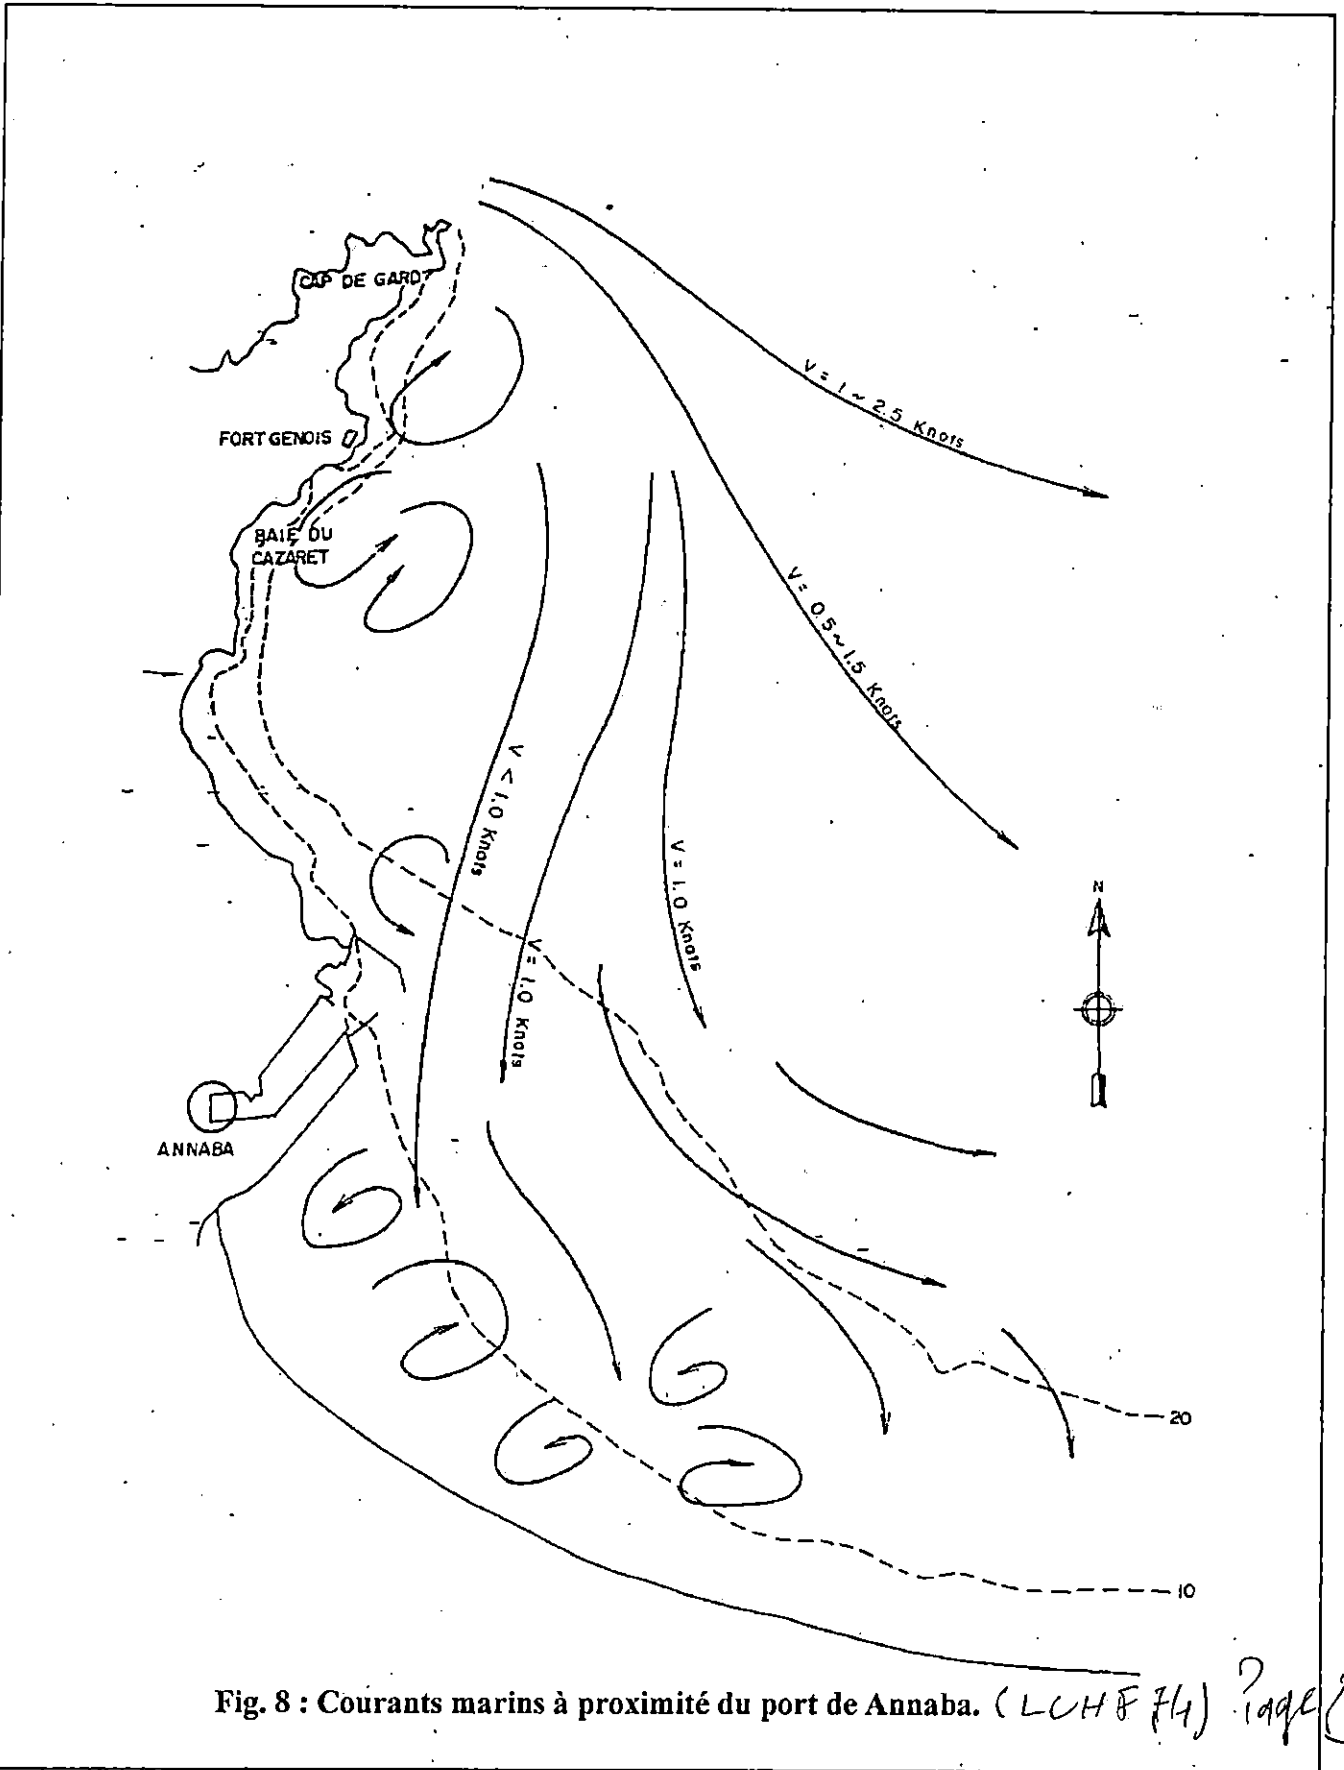 CAP DE GARD
V = 1 ~ 2.5 Knots
FORT GENOIS
BAIE DU
CAZARET
V = 0.5 ~ 1.5 Knots
V < 1.0 Knots
V = 1.0 Knots
V = 1.0 Knots
N
ANNABA
20
10
Fig. 8 : Courants marins à proximité du port de Annaba. (LCHF 74) Page